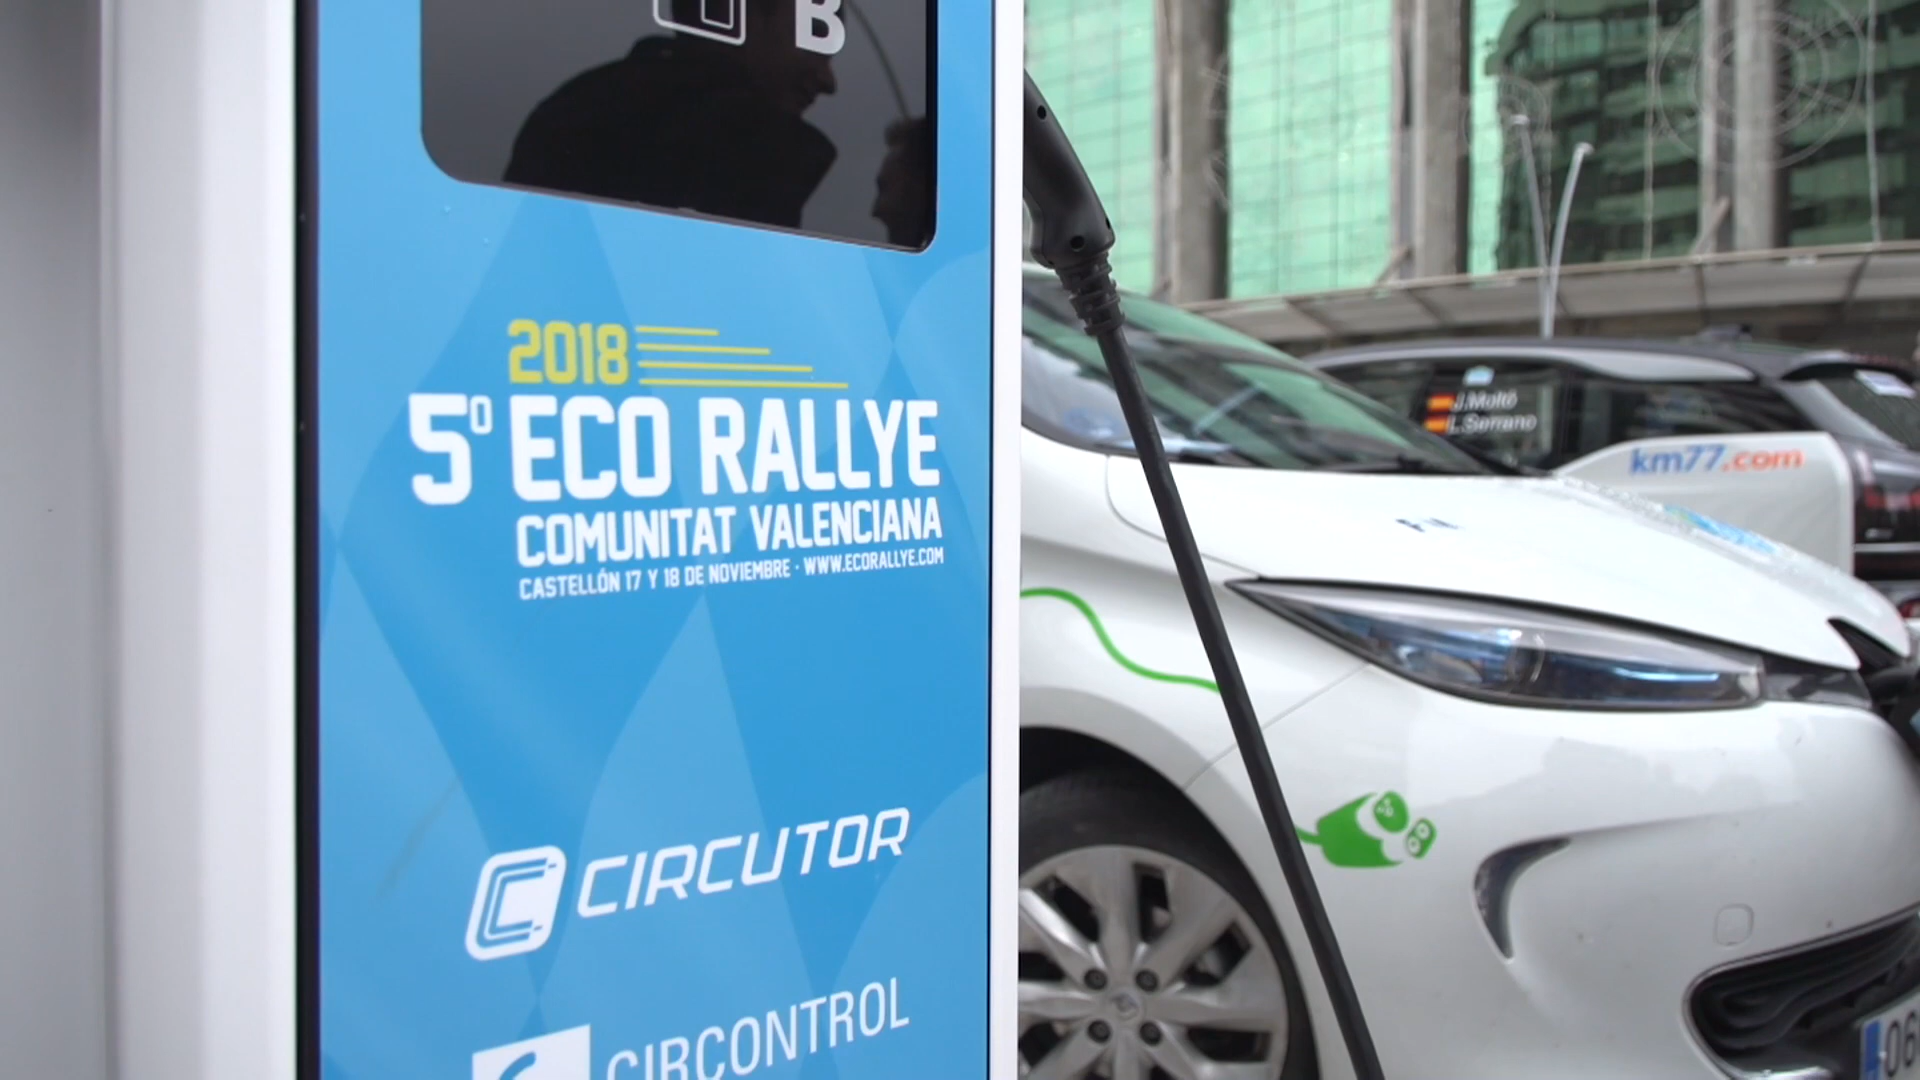 B
2018
5º ECO RALLYE
COMUNITAT VALENCIANA
CASTELLÓN 17 Y 18 DE NOVIEMBRE · WWW.ECORALLYE.COM
CIRCUTOR
CIRCONTROL
J.Moltó
L.Serrano
km77.com
06